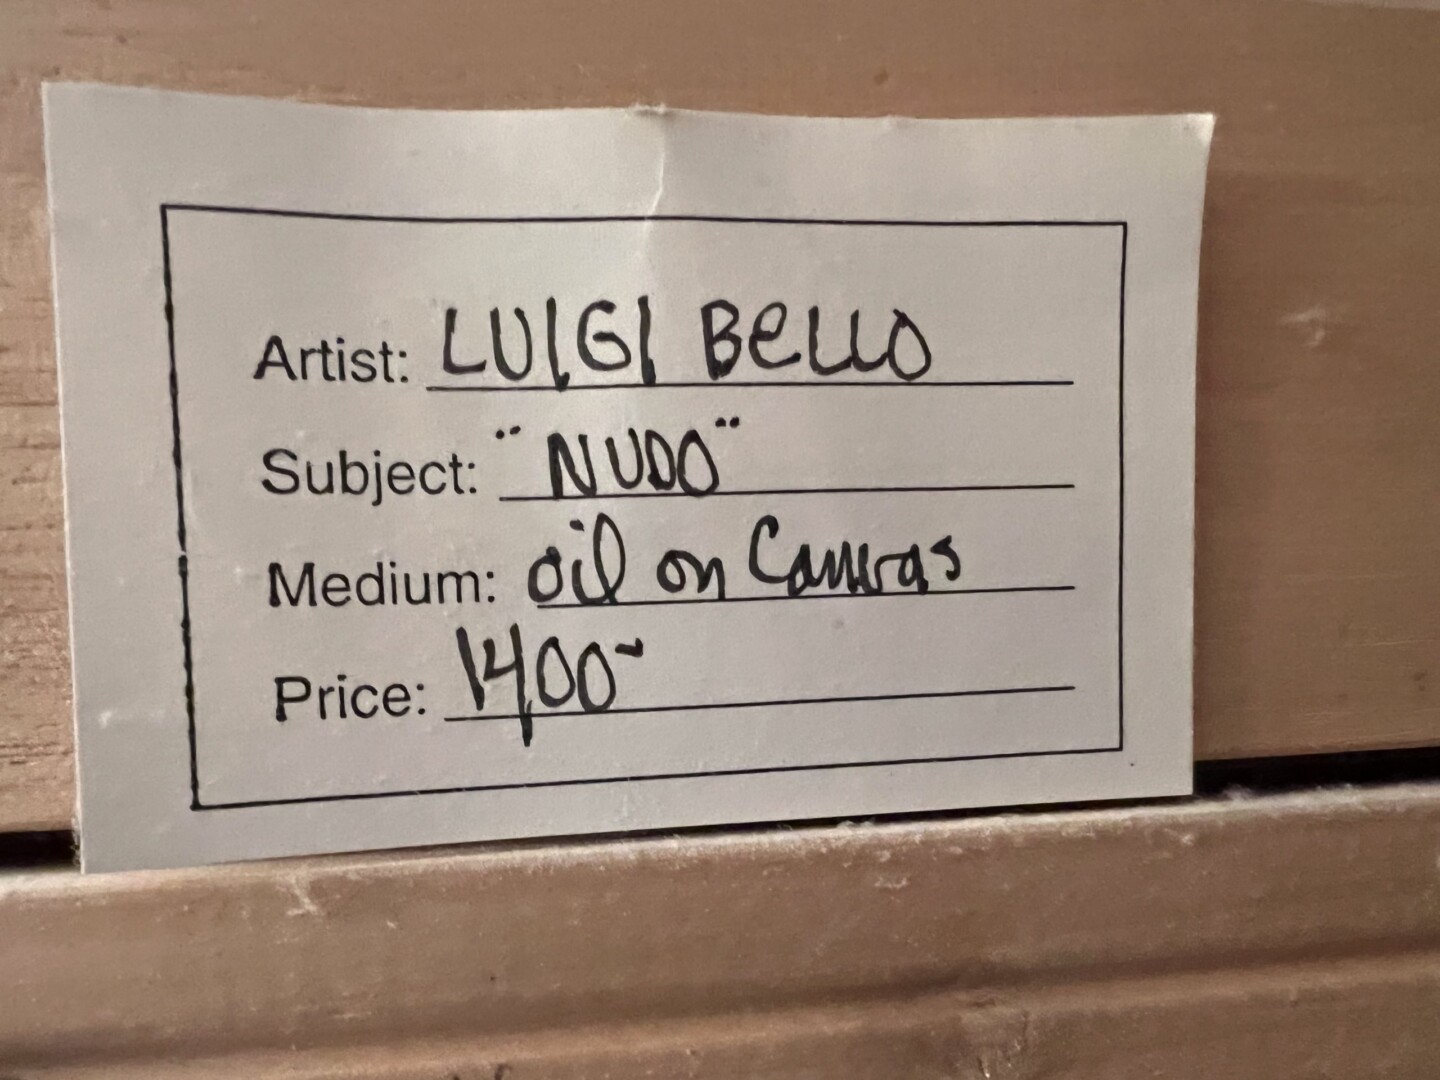 Artist: LUIGI BELLO
Subject: "NUDO"
Medium: oil on Canvas
Price: 1400-